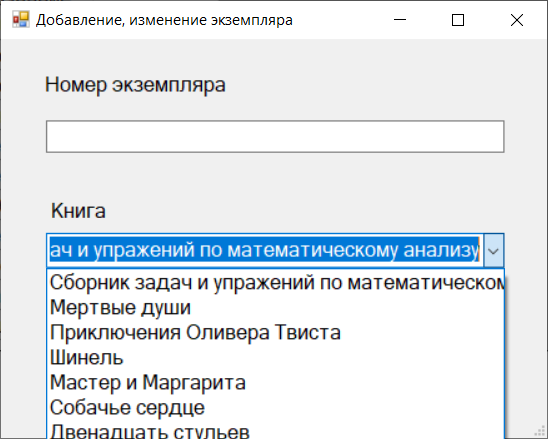 Добавление, изменение экземпляра
Номер экземпляра
Книга
ач и упражений по математическому анализу
Сборник задач и упражений по математическом
Мертвые души
Приключения Оливера Твиста
Шинель
Мастер и Маргарита
Собачье сердце
Двенадцать стульев